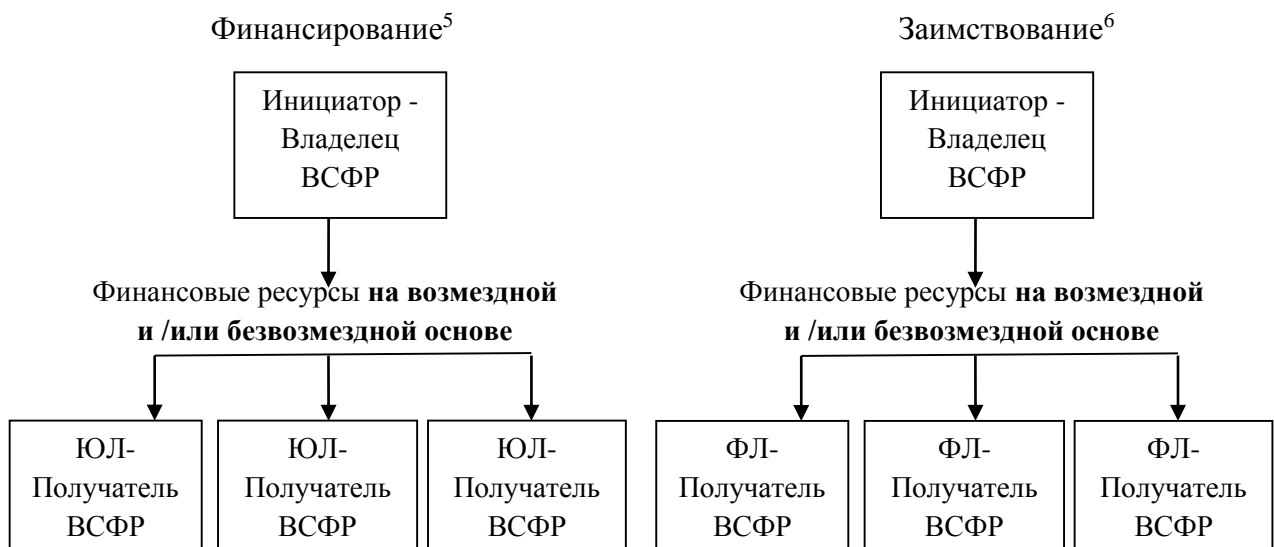 Финансирование⁵
Заимствование⁶
Инициатор -
Владелец
ВСФР
Инициатор -
Владелец
ВСФР
Финансовые ресурсы на возмездной
и /или безвозмездной основе
Финансовые ресурсы на возмездной
и /или безвозмездной основе
ЮЛ-
Получатель
ВСФР
ЮЛ-
Получатель
ВСФР
ЮЛ-
Получатель
ВСФР
ФЛ-
Получатель
ВСФР
ФЛ-
Получатель
ВСФР
ФЛ-
Получатель
ВСФР